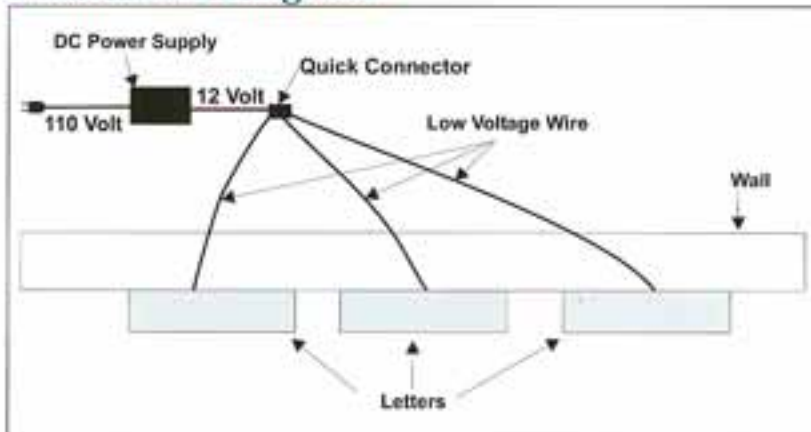 DC Power Supply
Quick Connector
12 Volt
110 Volt
Low Voltage Wire
Wall
Letters